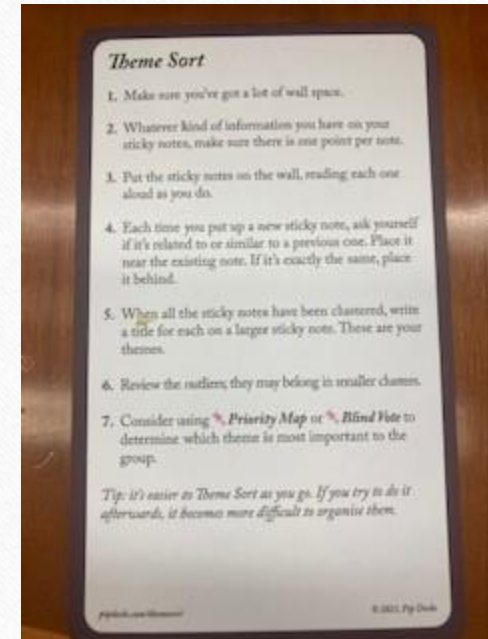 Theme Sort
1. Make sure you've got a lot of wall space.
2. Whatever kind of information you have on your
sticky notes, make sure there is one point per note.
3. Put the sticky notes on the wall, reading each one
aloud as you do.
4. Each time you put up a new sticky note, ask yourself
if it's related to or similar to a previous one. Place it
near the existing note. If it's exactly the same, place
it behind.
5. When all the sticky notes have been clustered, write
a title for each on a larger sticky note. These are your
themes.
6. Review the outliers; they may belong in smaller clusters.
7. Consider using Priority Map or Blind Vote to
determine which theme is most important to the
group.
Tip: it's easier to Theme Sort as you go. If you try to do it
afterwards, it becomes more difficult to organise them.
Pip Decks